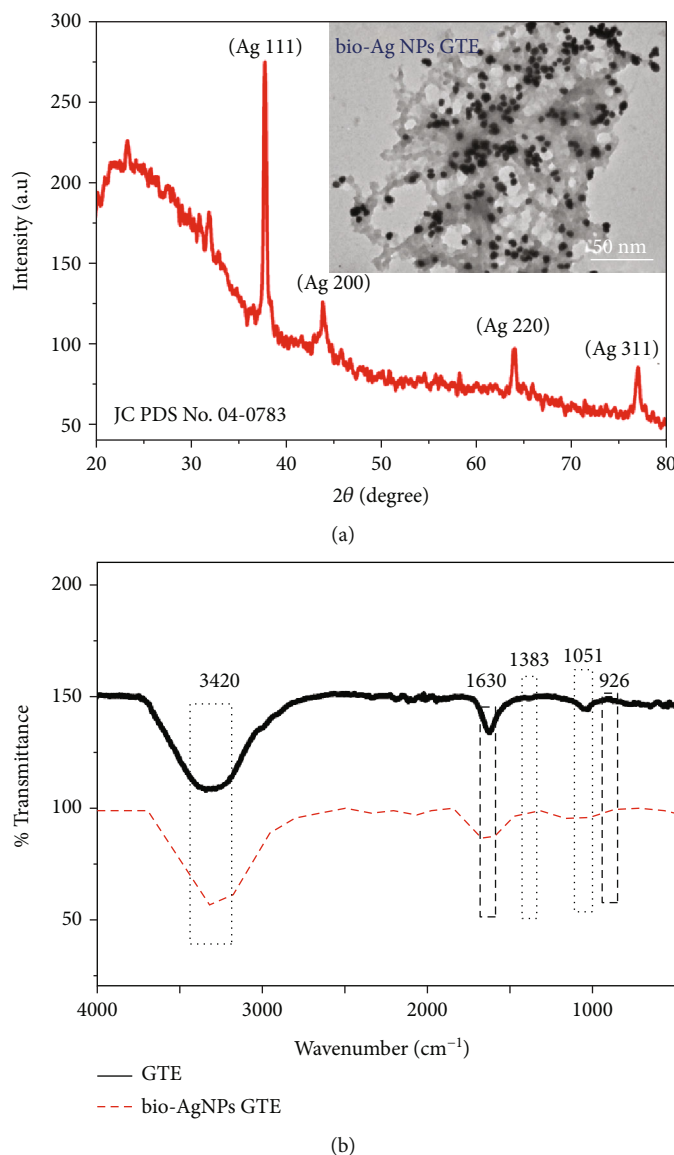 300
250
200
150
100
50
Intensity (a.u)
(Ag 111)
bio-Ag NPs GTE
50 nm
(Ag 200)
(Ag 220)
(Ag 311)
JC PDS No. 04-0783
20 30 40 50 60 70 80
2θ (degree)
(a)
200
150
100
50
% Transmittance
3420
1630
1383
1051
926
4000 3000 2000 1000
Wavenumber (cm⁻¹)
GTE
bio-AgNPs GTE
(b)